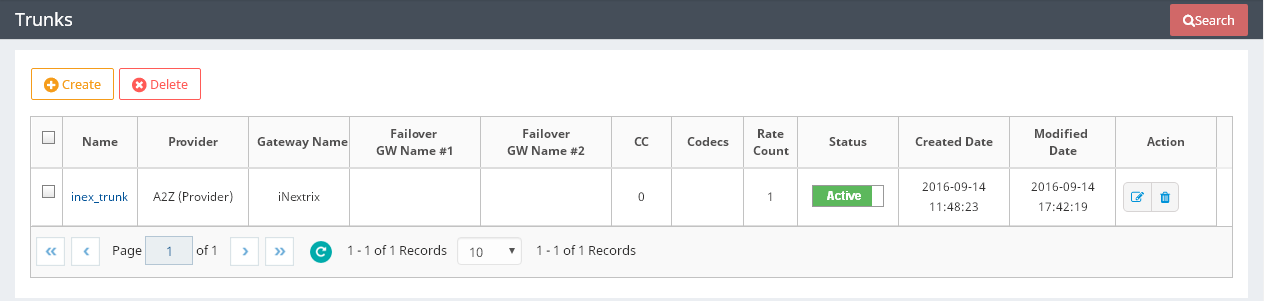 Trunks
Search
Create Delete
Name Provider Gateway Name Failover GW Name #1 Failover GW Name #2 CC Codecs Rate Count Status Created Date Modified Date Action
inex_trunk A2Z (Provider) iNextrix 0 1 Active 2016-09-14 11:48:23 2016-09-14 17:42:19
Page 1 of 1 1 - 1 of 1 Records 10 1 - 1 of 1 Records